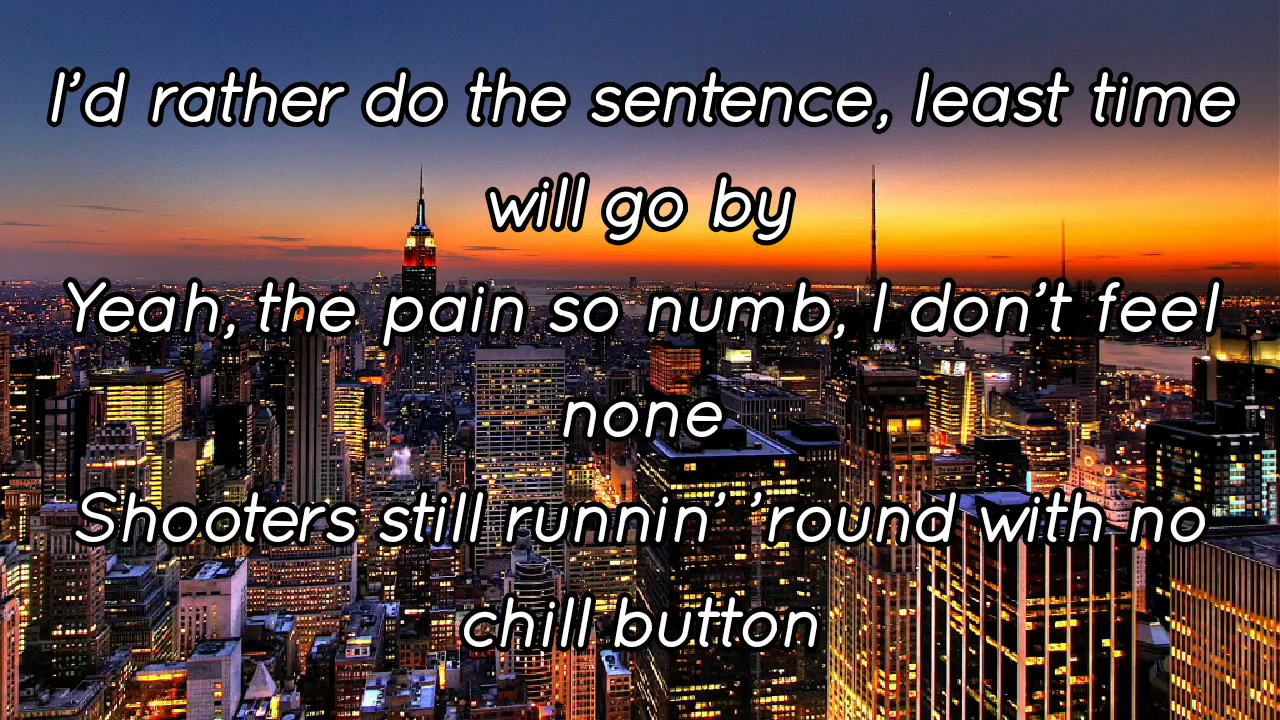 I'd rather do the sentence, least time
will go by
Yeah, the pain so numb, I don't feel
none
Shooters still runnin' 'round with no
chill button